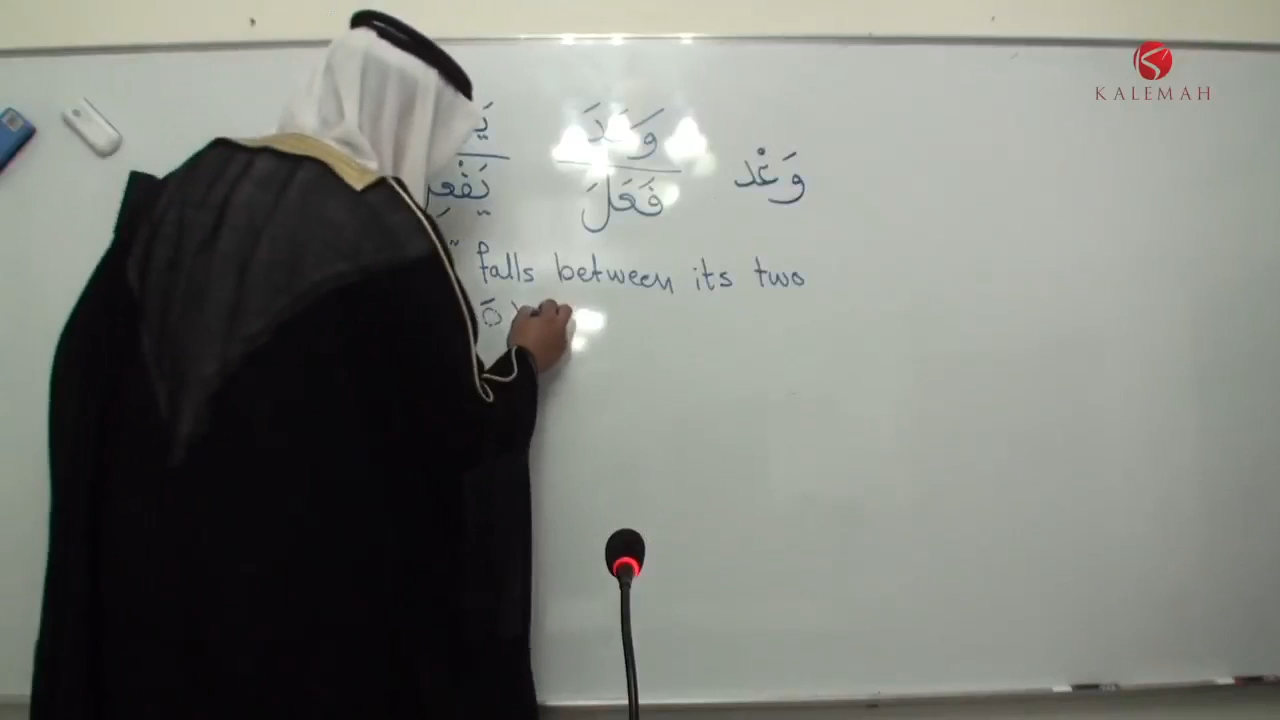 KALEMAH
وَعْد
وَعَدَ
فَعَلَ
falls between its two